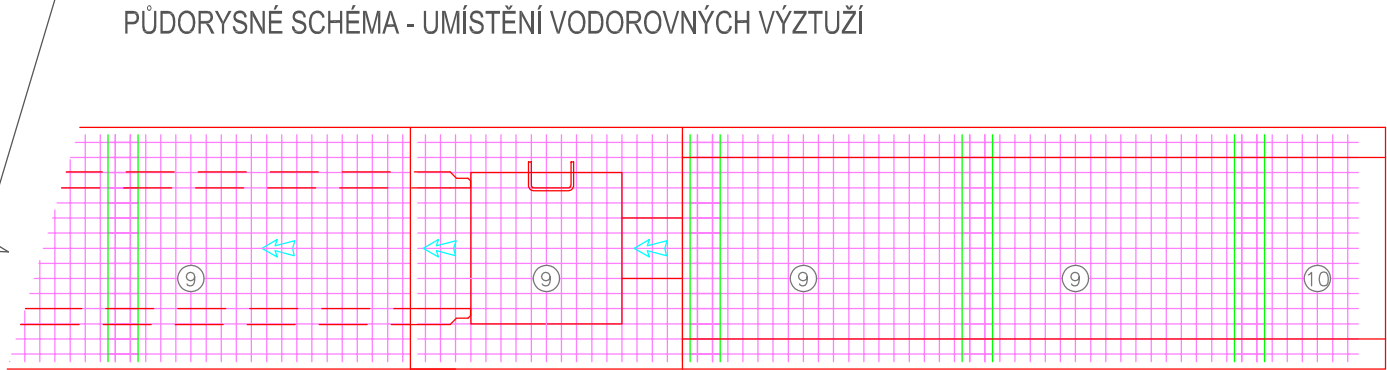 PŮDORYSNÉ SCHÉMA - UMÍSTĚNÍ VODOROVNÝCH VÝZTUŽÍ
9 9 9 9 10